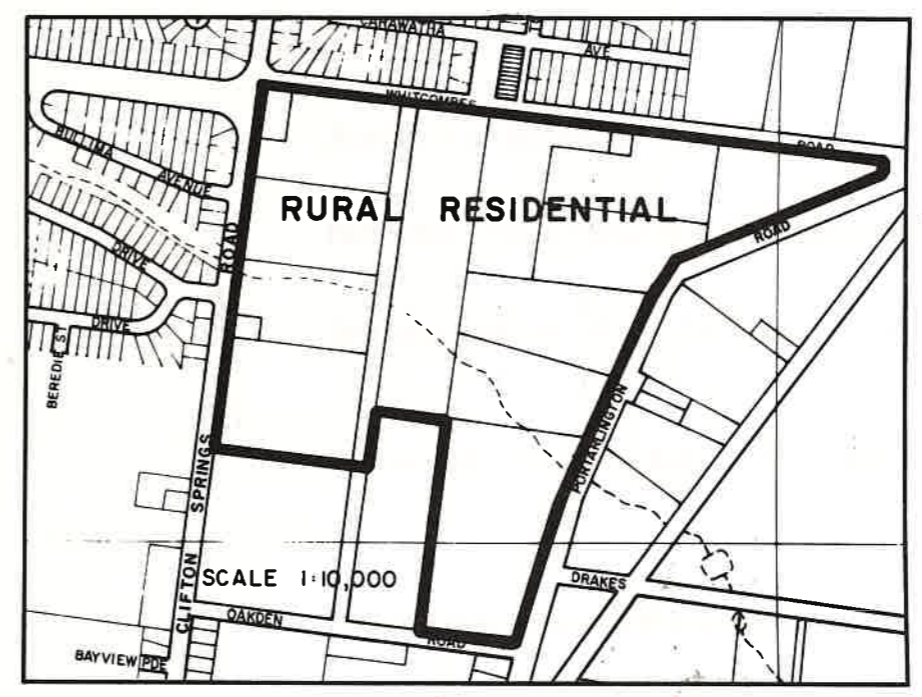 CARAWATHA
AVE
WHITCOMBES
ROAD
BULLIMA
AVENUE
RURAL RESIDENTIAL
ROAD
ROAD
DRIVE
DRIVE
BEREDIE ST
PORTARLINGTON
SPRINGS
SCALE 1:10,000
DRAKES
CLIFTON
OAKDEN
ROAD
BAYVIEW PDE